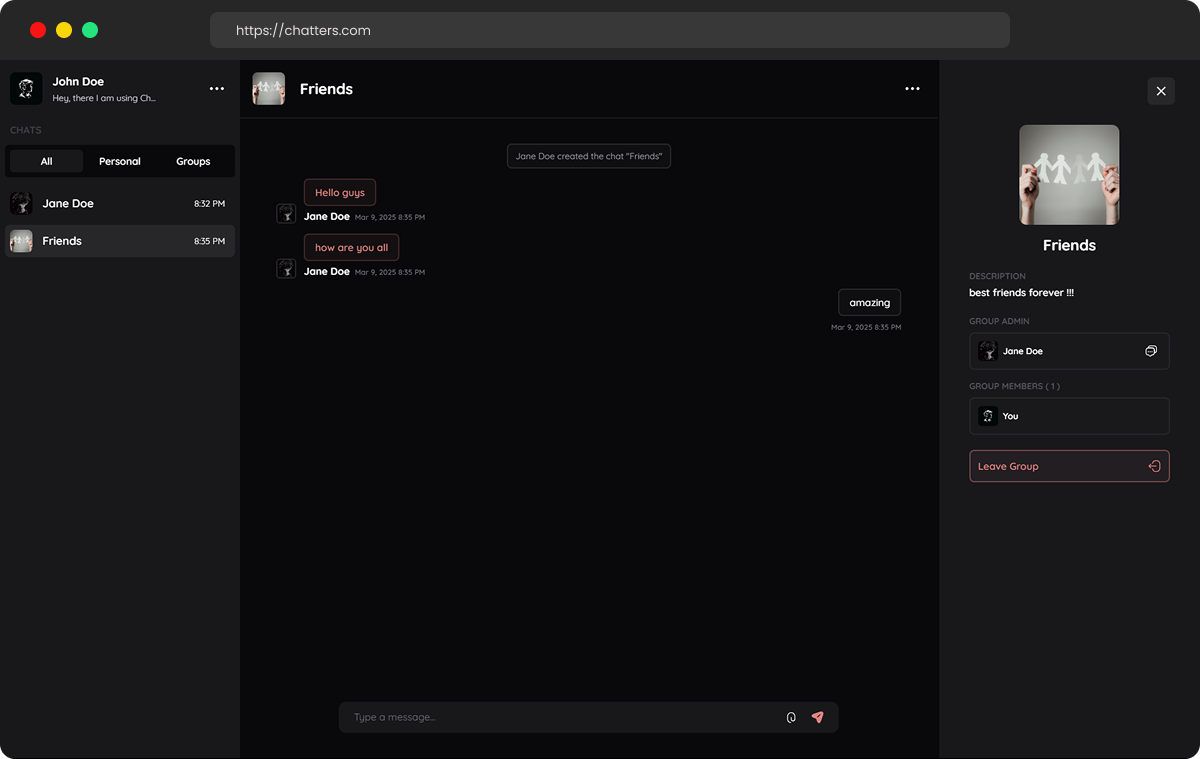 https://chatters.com
John Doe
Hey, there I am using Ch...
CHATS
All Personal Groups
Jane Doe 8:32 PM
Friends 8:35 PM
Friends
Jane Doe created the chat "Friends"
Hello guys
Jane Doe Mar 9, 2025 8:35 PM
how are you all
Jane Doe Mar 9, 2025 8:35 PM
amazing
Mar 9, 2025 8:35 PM
Type a message...
Friends
DESCRIPTION
best friends forever !!!
GROUP ADMIN
Jane Doe
GROUP MEMBERS ( 1 )
You
Leave Group